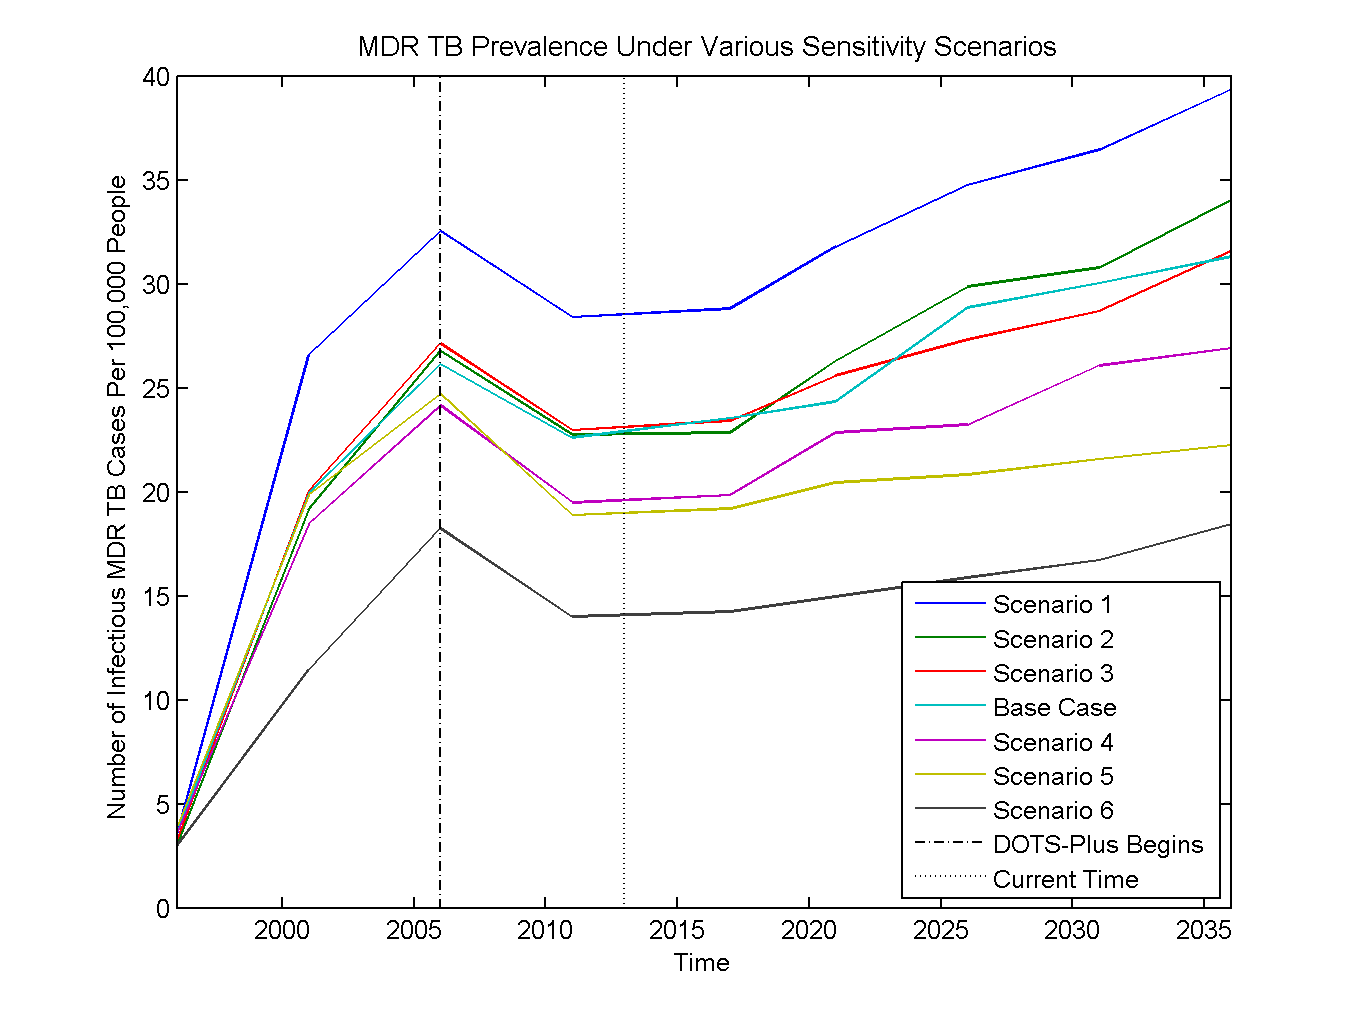 MDR TB Prevalence Under Various Sensitivity Scenarios
Number of Infectious MDR TB Cases Per 100,000 People
40
35
30
25
20
15
10
5
0
2000 2005 2010 2015 2020 2025 2030 2035
Time
Scenario 1
Scenario 2
Scenario 3
Base Case
Scenario 4
Scenario 5
Scenario 6
DOTS-Plus Begins
Current Time